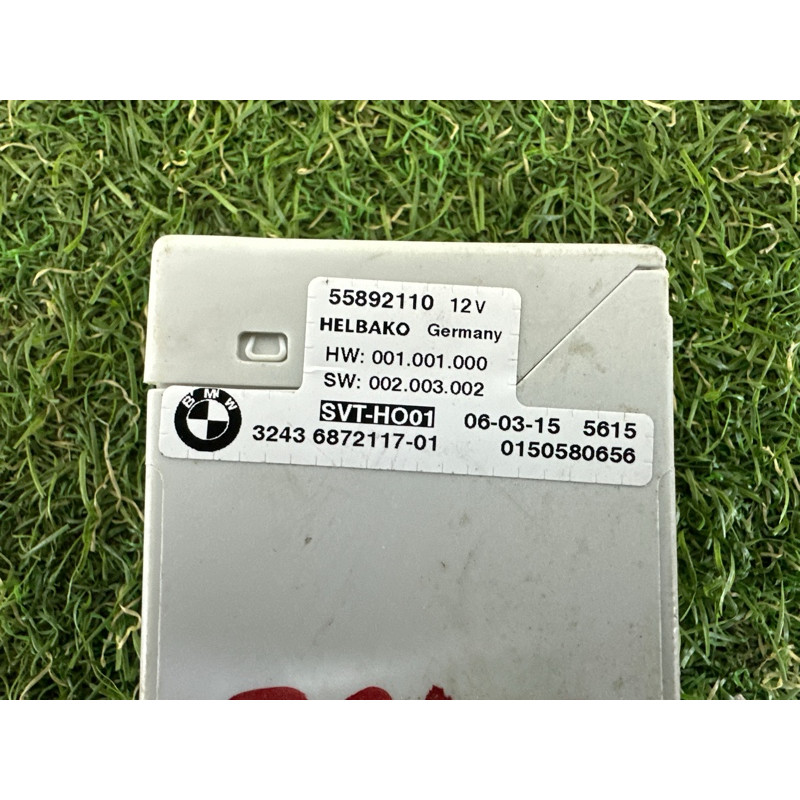 55892110 12V
HELBAKO Germany
HW: 001.001.000
SW: 002.003.002
BMW
SVT-HO01 06-03-15 5615
3243 6872117-01 0150580656